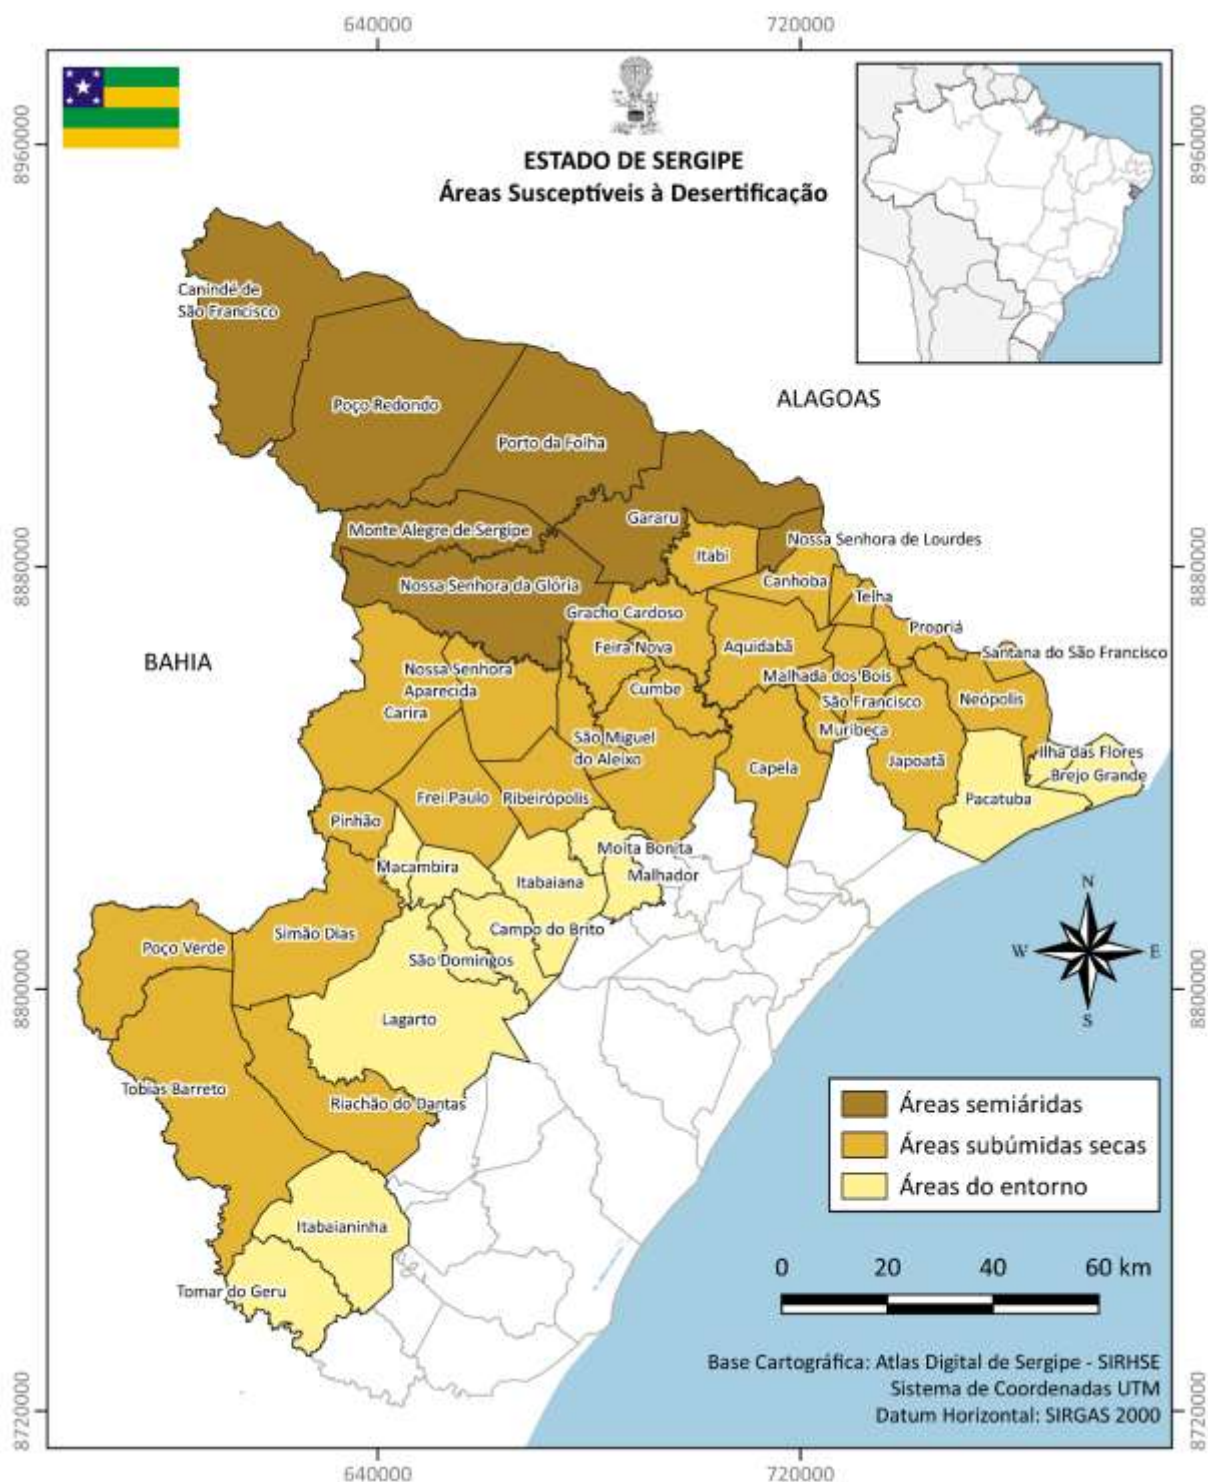 640000
720000
8960000
8960000
ESTADO DE SERGIPE
Áreas Susceptíveis à Desertificação
Canindé de
São Francisco
ALAGOAS
Poço Redondo
Porto da Folha
Gararu
Monte Alegre de Sergipe
Nossa Senhora de Lourdes
Itabi
8880000
8880000
Canhoba
Nossa Senhora da Glória
Telha
Gracho Cardoso
Propriá
Feira Nova
Aquidabã
Santana do São Francisco
BAHIA
Nossa Senhora
Aparecida
Malhada dos Bois
Cumbe
São Francisco
Neópolis
Carira
Muribeca
São Miguel
do Aleixo
Ilha das Flores
Japoatã
Capela
Brejo Grande
Frei Paulo
Ribeirópolis
Pacatuba
Pinhão
Moita Bonita
Macambira
Malhador
Itabaiana
N
Campo do Brito
Simão Dias
Poço Verde
W
E
São Domingos
8800000
8800000
Lagarto
S
Tobias Barreto
Riachão do Dantas
Áreas semiáridas
Áreas subúmidas secas
Áreas do entorno
Itabaianinha
Tomar do Geru
0 20 40 60 km
Base Cartográfica: Atlas Digital de Sergipe - SIRHSE
Sistema de Coordenadas UTM
Datum Horizontal: SIRGAS 2000
8720000
8720000
640000
720000